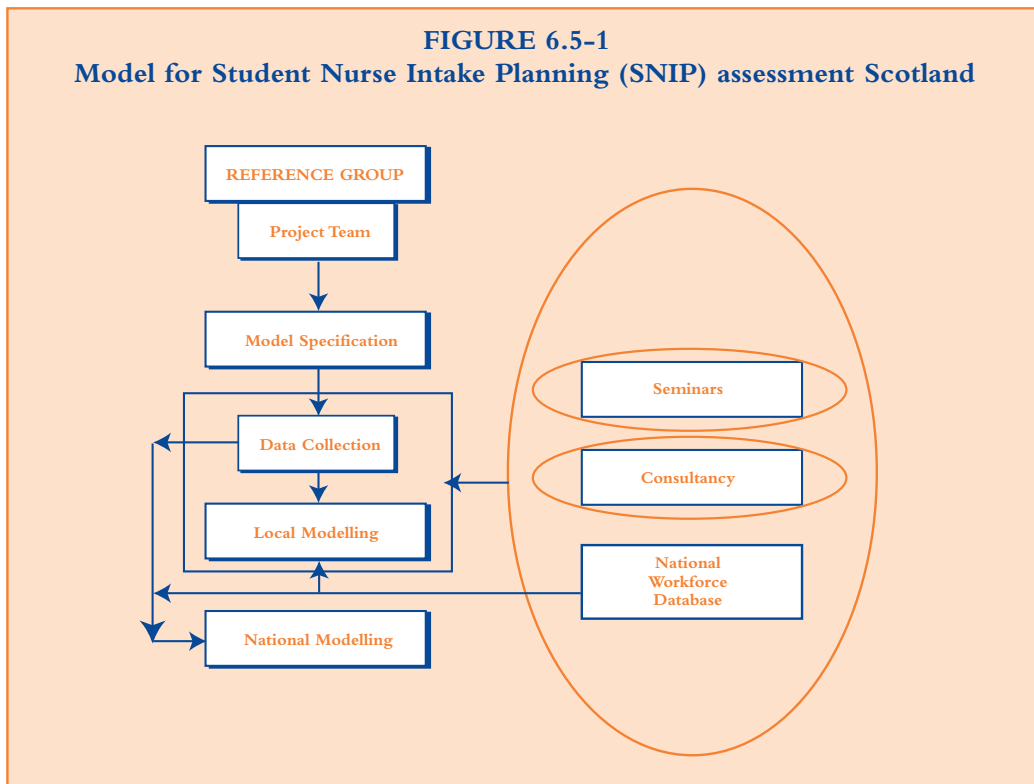 FIGURE 6.5-1
Model for Student Nurse Intake Planning (SNIP) assessment Scotland
REFERENCE GROUP
Project Team
Model Specification
Data Collection
Local Modelling
National Modelling
Seminars
Consultancy
National
Workforce
Database